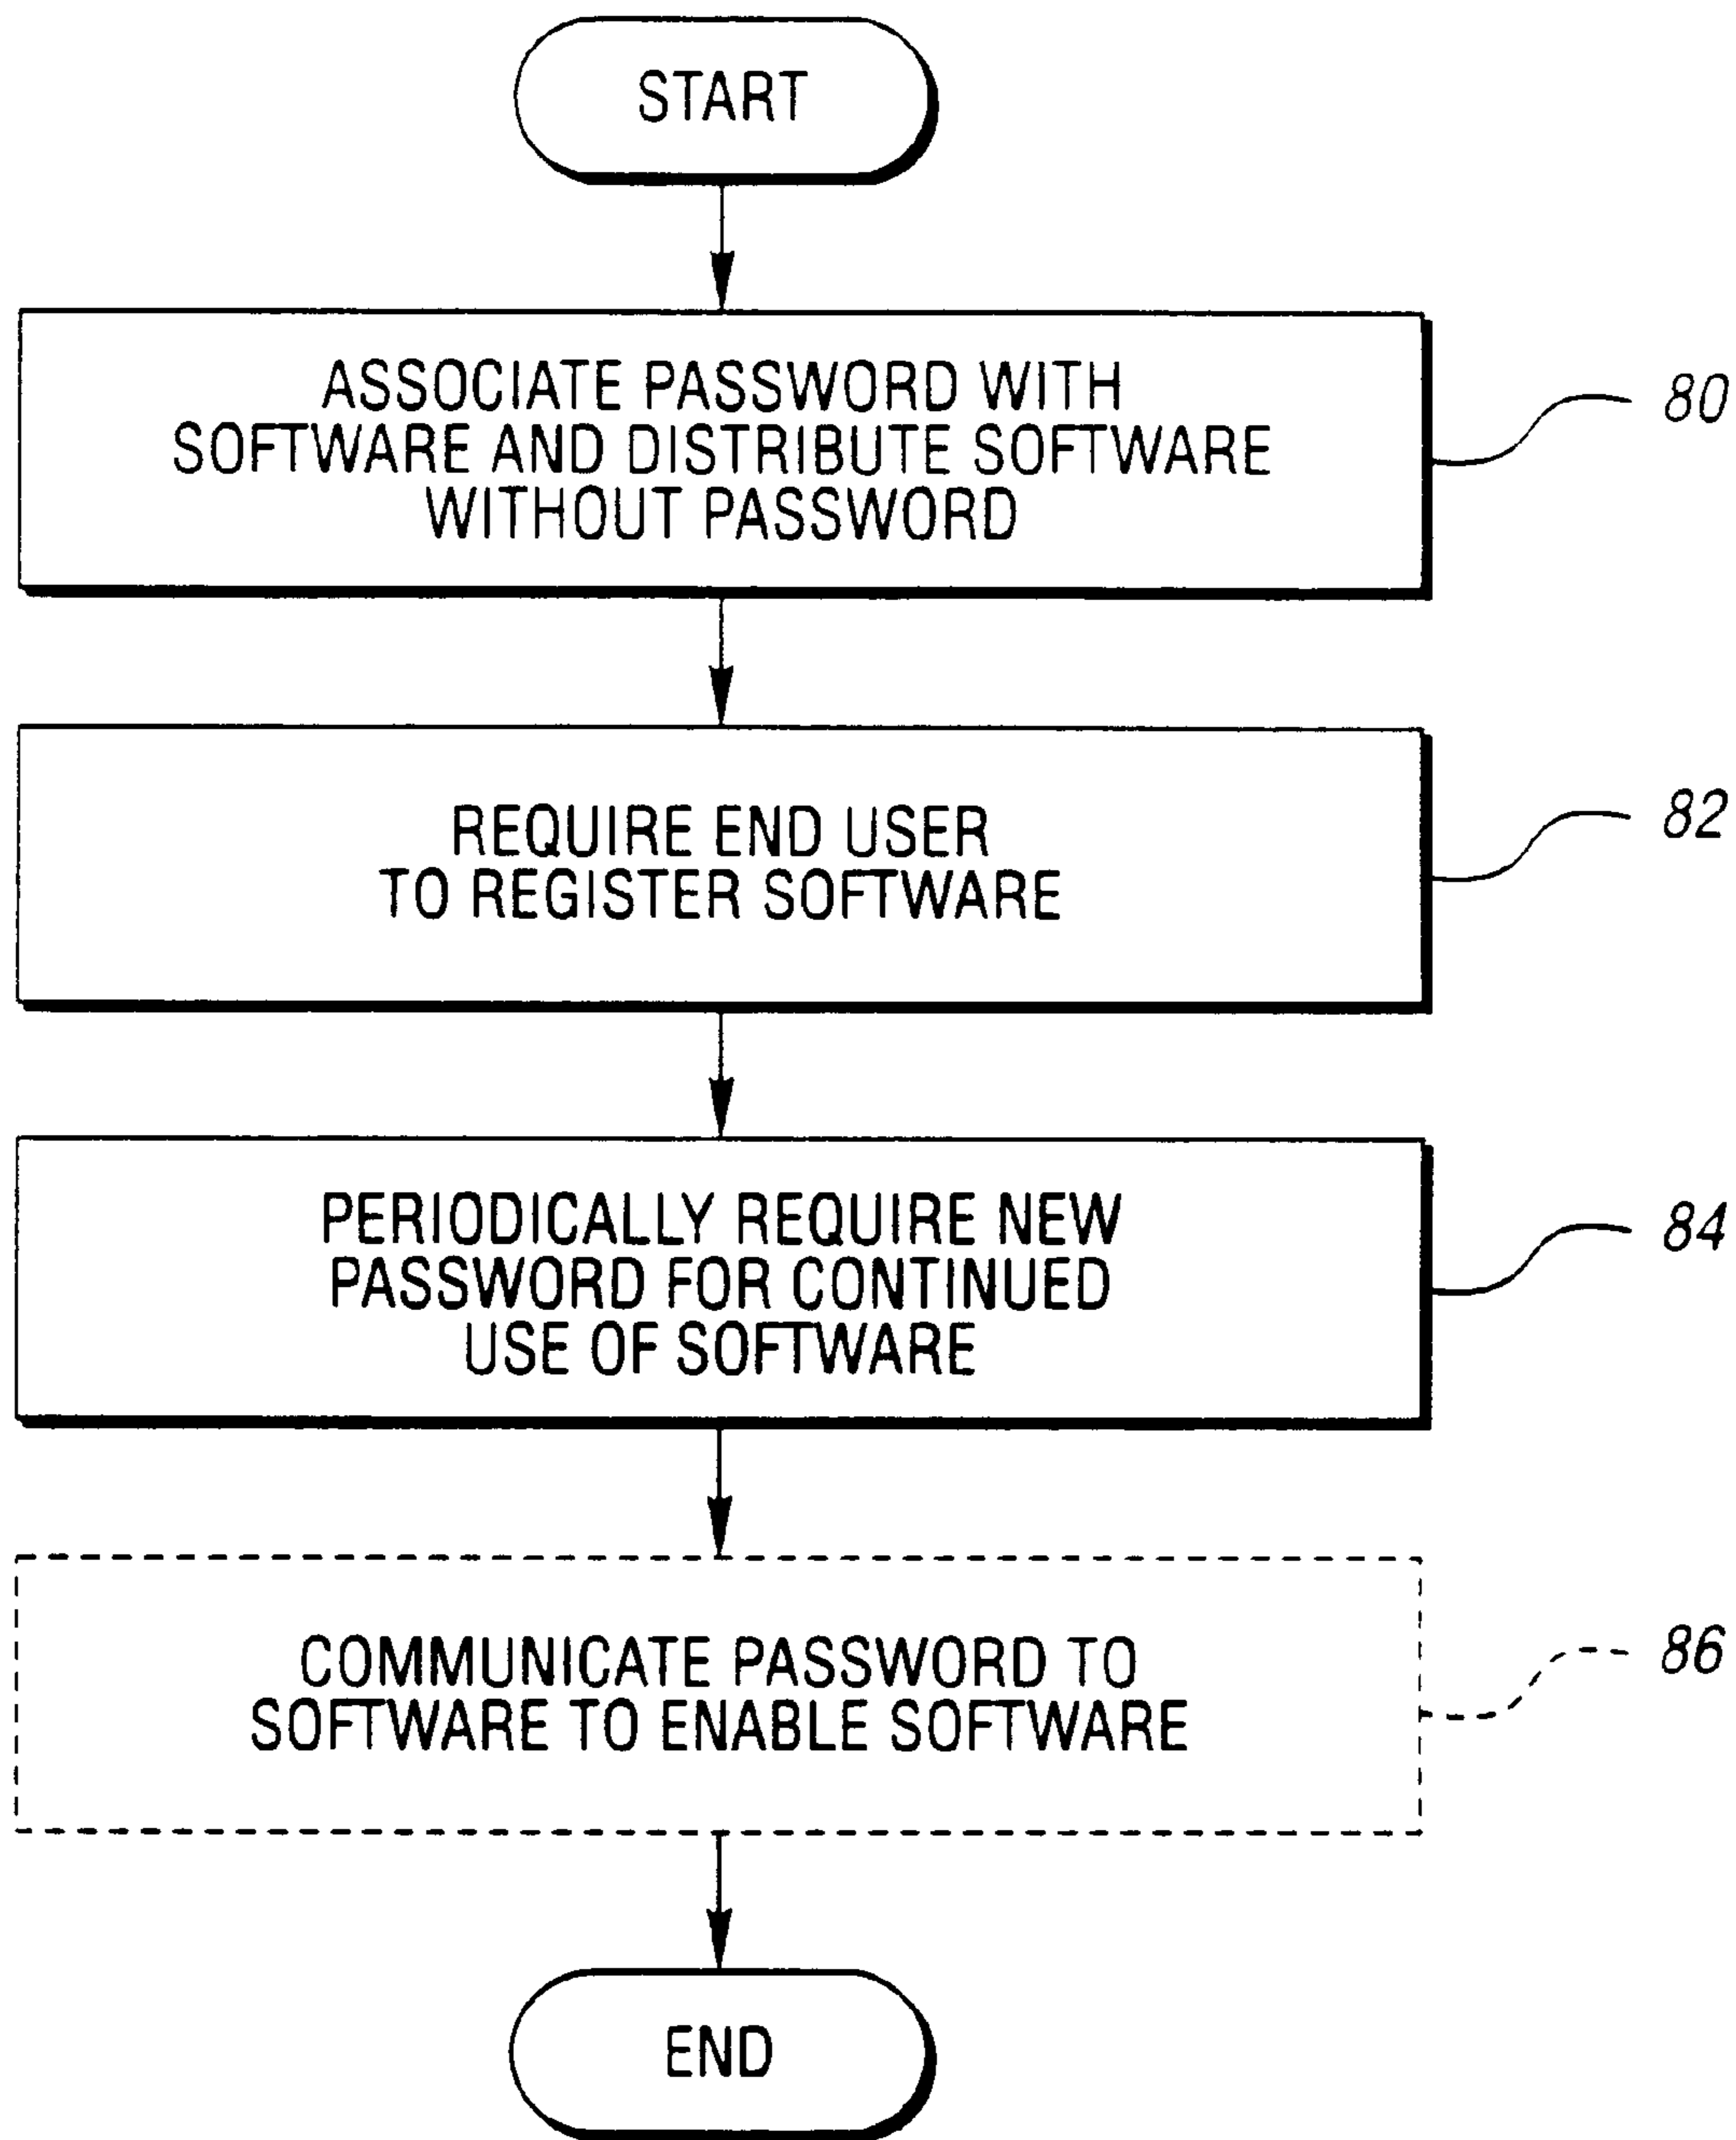 START
ASSOCIATE PASSWORD WITH
SOFTWARE AND DISTRIBUTE SOFTWARE
WITHOUT PASSWORD
80
REQUIRE END USER
TO REGISTER SOFTWARE
82
PERIODICALLY REQUIRE NEW
PASSWORD FOR CONTINUED
USE OF SOFTWARE
84
COMMUNICATE PASSWORD TO
SOFTWARE TO ENABLE SOFTWARE
86
END